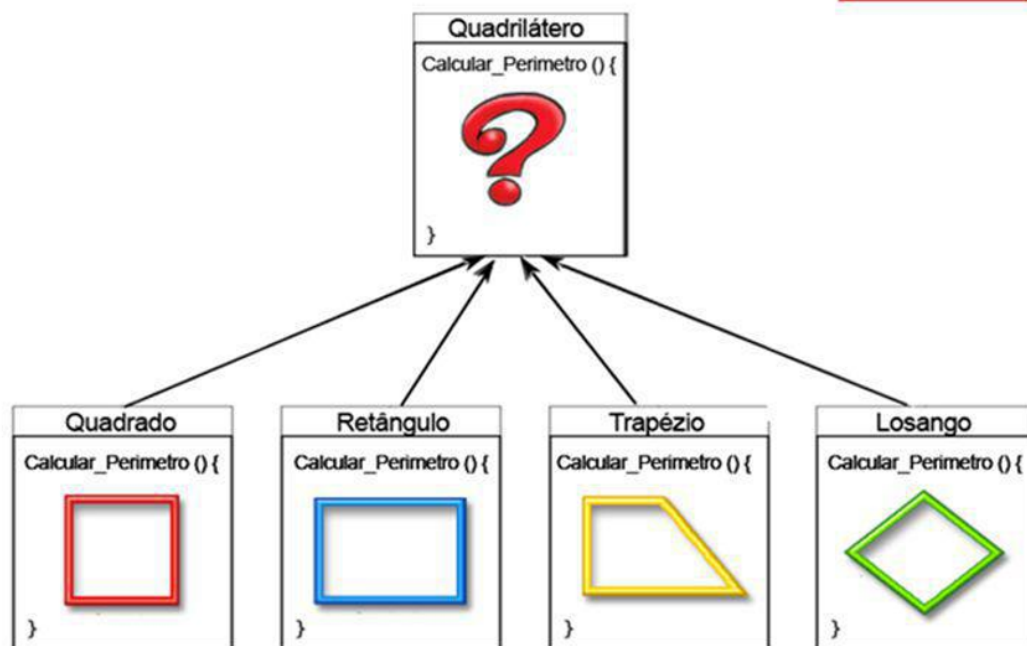 Quadrilátero
Calcular_Perimetro () {
?
}
Quadrado
Calcular_Perimetro () {
}
Retângulo
Calcular_Perimetro () {
}
Trapézio
Calcular_Perimetro () {
}
Losango
Calcular_Perimetro () {
}